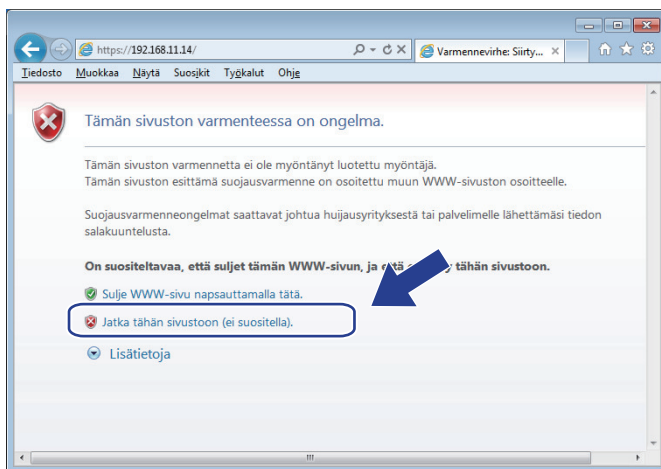 https://192.168.11.14/
Varmennevirhe: Siirty...
Tiedosto Muokkaa Näytä Suosikit Työkalut Ohje
Tämän sivuston varmenteessa on ongelma.
Tämän sivuston varmennetta ei ole myöntänyt luotettu myöntäjä.
Tämän sivuston esittämä suojausvarmenne on osoitettu muun WWW-sivuston osoitteelle.
Suojausvarmenneongelmat saattavat johtua huijausyrityksestä tai palvelimelle lähettämäsi tiedon
salakuuntelusta.
On suositeltavaa, että suljet tämän WWW-sivun, ja että tähän sivustoon.
Sulje WWW-sivu napsauttamalla tätä.
Jatka tähän sivustoon (ei suositella).
Lisätietoja